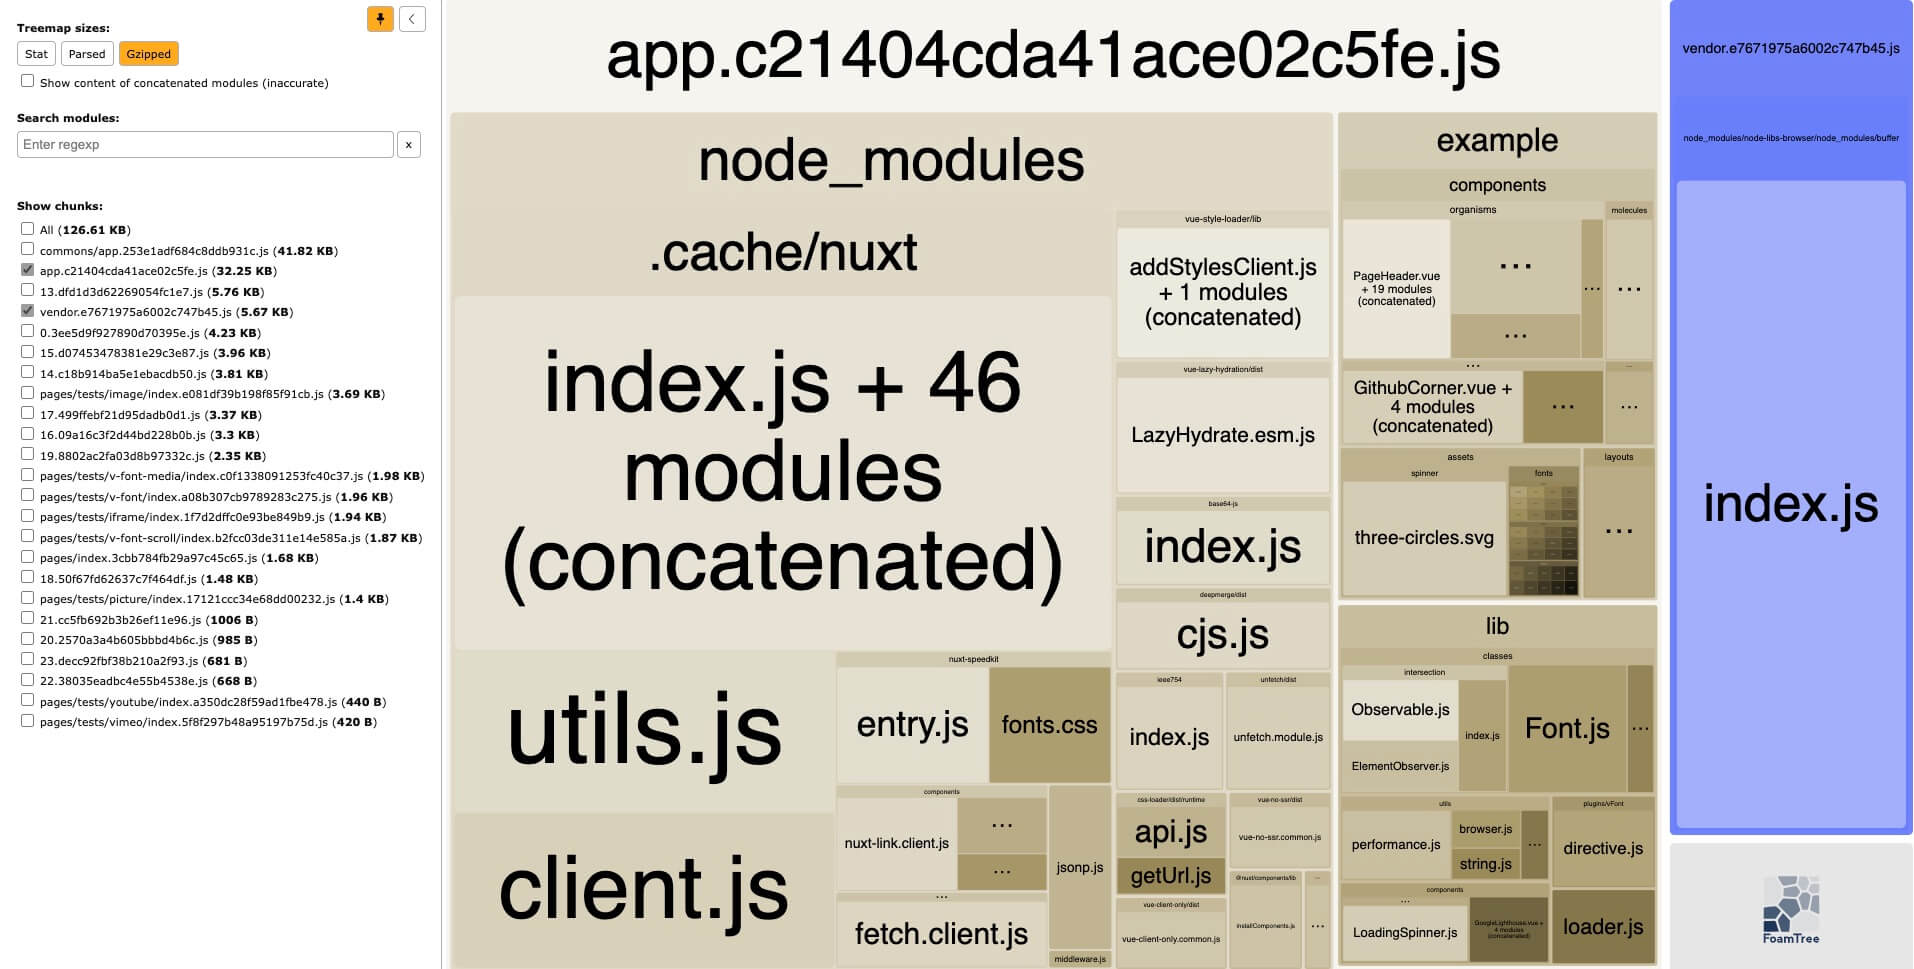 Treemap sizes:
Stat
Parsed
Gzipped
Show content of concatenated modules (inaccurate)
Search modules:
Enter regexp
x
Show chunks:
All (126.61 KB)
commons/app.253e1adf684c8ddb931c.js (41.82 KB)
app.c21404cda41ace02c5fe.js (32.25 KB)
13.dfd1d3d62269054fc1e7.js (5.76 KB)
vendor.e7671975a6002c747b45.js (5.67 KB)
0.3ee5d9f927890d70395e.js (4.23 KB)
15.d07453478381e29c3e87.js (3.96 KB)
14.c18b914ba5e1ebacdb50.js (3.81 KB)
pages/tests/image/index.e081df39b198f85f91cb.js (3.69 KB)
17.499ffebf21d95dadb0d1.js (3.37 KB)
16.09a16c3f2d44bd228b0b.js (3.3 KB)
19.8802ac2fa03d8b97332c.js (2.35 KB)
pages/tests/v-font-media/index.c0f1338091253fc40c37.js (1.98 KB)
pages/tests/v-font/index.a08b307cb9789283c275.js (1.96 KB)
pages/tests/iframe/index.1f7d2dffc0e93be849b9.js (1.94 KB)
pages/tests/v-font-scroll/index.b2fcc03de311e14e585a.js (1.87 KB)
pages/index.3cbb784fb29a97c45c65.js (1.68 KB)
18.50f67fd62637c7f464df.js (1.48 KB)
pages/tests/picture/index.17121ccc34e68dd00232.js (1.4 KB)
21.cc5fb692b3b26ef11e96.js (1006 B)
20.2570a3a4b605bbbd4b6c.js (985 B)
23.decc92fbf38b210a2f93.js (681 B)
22.38035eadbc4e55b4538e.js (668 B)
pages/tests/youtube/index.a350dc28f59ad1fbe478.js (440 B)
pages/tests/vimeo/index.5f8f297b48a95197b75d.js (420 B)
app.c21404cda41ace02c5fe.js
node_modules
.cache/nuxt
index.js + 46
modules
(concatenated)
utils.js
client.js
nuxt-speedkit
entry.js
fonts.css
components
nuxt-link.client.js
...
...
jsonp.js
...
fetch.client.js
middleware.js
vue-style-loader/lib
addStylesClient.js
+ 1 modules
(concatenated)
vue-lazy-hydration/dist
LazyHydrate.esm.js
base64-js
index.js
deepmerge/dist
cjs.js
ieee754
index.js
unfetch/dist
unfetch.module.js
css-loader/dist/runtime
api.js
getUrl.js
vue-no-ssr/dist
vue-no-ssr.common.js
vue-client-only/dist
vue-client-only.common.js
@nuxt/components/lib
installComponents.js
...
...
example
components
organisms
PageHeader.vue
+ 19 modules
(concatenated)
...
...
...
molecules
...
...
GithubCorner.vue +
4 modules
(concatenated)
...
...
...
assets
spinner
three-circles.svg
fonts
layouts
...
lib
classes
intersection
Observable.js
ElementObserver.js
index.js
Font.js
...
utils
performance.js
browser.js
string.js
...
plugins/vFont
directive.js
loader.js
components
...
LoadingSpinner.js
GoogleLighthouse.vue +
4 modules
(concatenated)
vendor.e7671975a6002c747b45.js
node_modules/node-libs-browser/node_modules/buffer
index.js
FoamTree